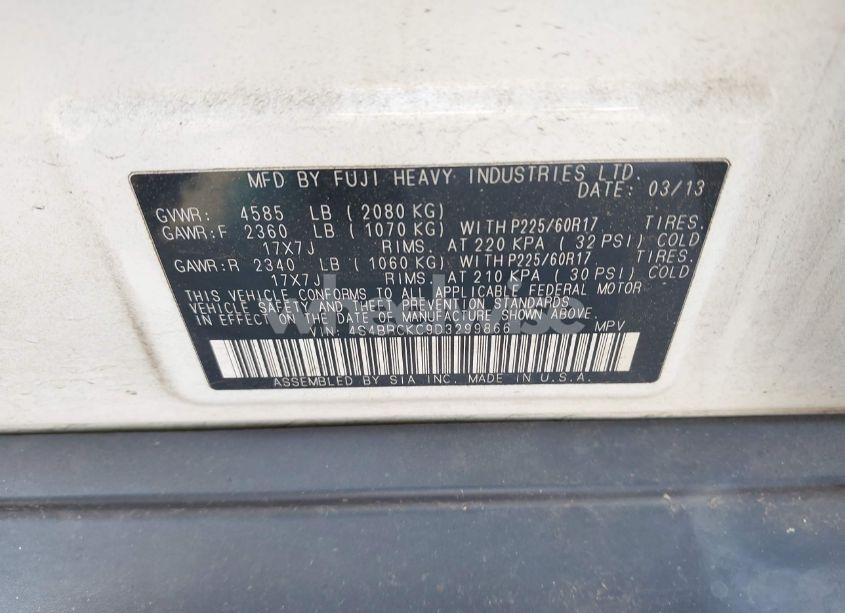 MFD BY FUJI HEAVY INDUSTRIES LTD.
DATE: 03/13
GVWR: 4585 LB ( 2080 KG)
GAWR:F 2360 LB ( 1070 KG) WITH P225/60R17 TIRES.
17X7J RIMS. AT 220 KPA ( 32 PSI) COLD
GAWR:R 2340 LB ( 1060 KG) WITH P225/60R17 TIRES.
17X7J RIMS. AT 210 KPA ( 30 PSI) COLD
THIS VEHICLE CONFORMS TO ALL APPLICABLE FEDERAL MOTOR
VEHICLE SAFETY AND THEFT PREVENTION STANDARDS
IN EFFECT ON THE DATE OF MANUFACTURE SHOWN ABOVE.
VIN: 4S4BRCKC9D3299866 MPV
ASSEMBLED BY SIA INC. MADE IN U.S.A.